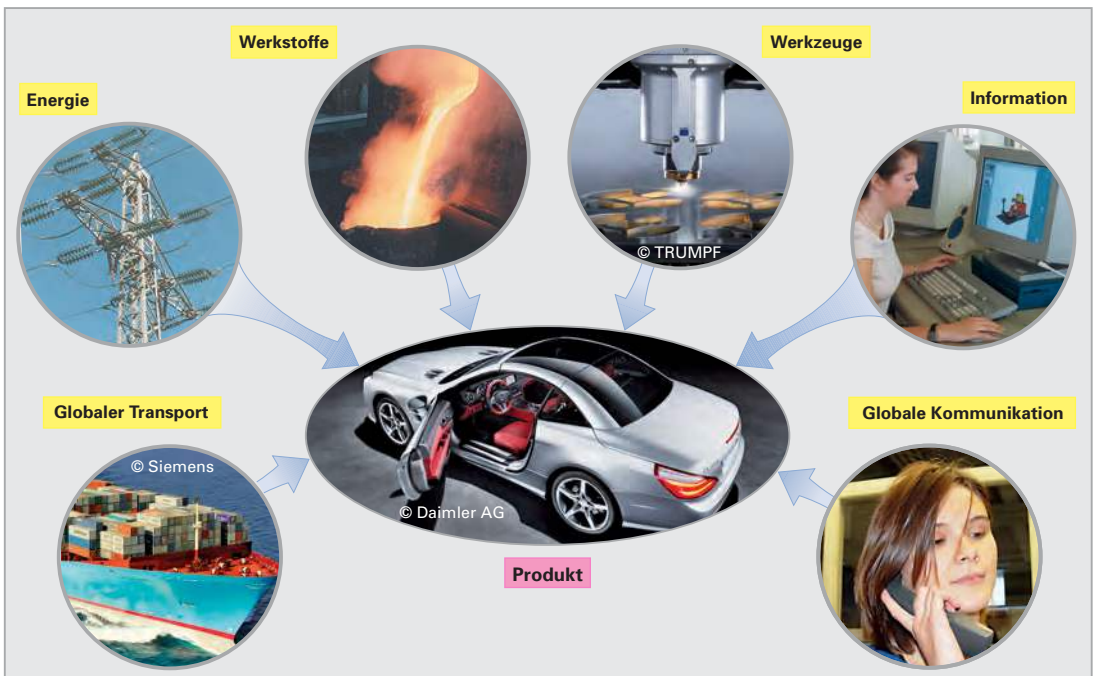 Werkstoffe
Werkzeuge
Energie
Information
© TRUMPF
Globaler Transport
Globale Kommunikation
© Siemens
© Daimler AG
Produkt